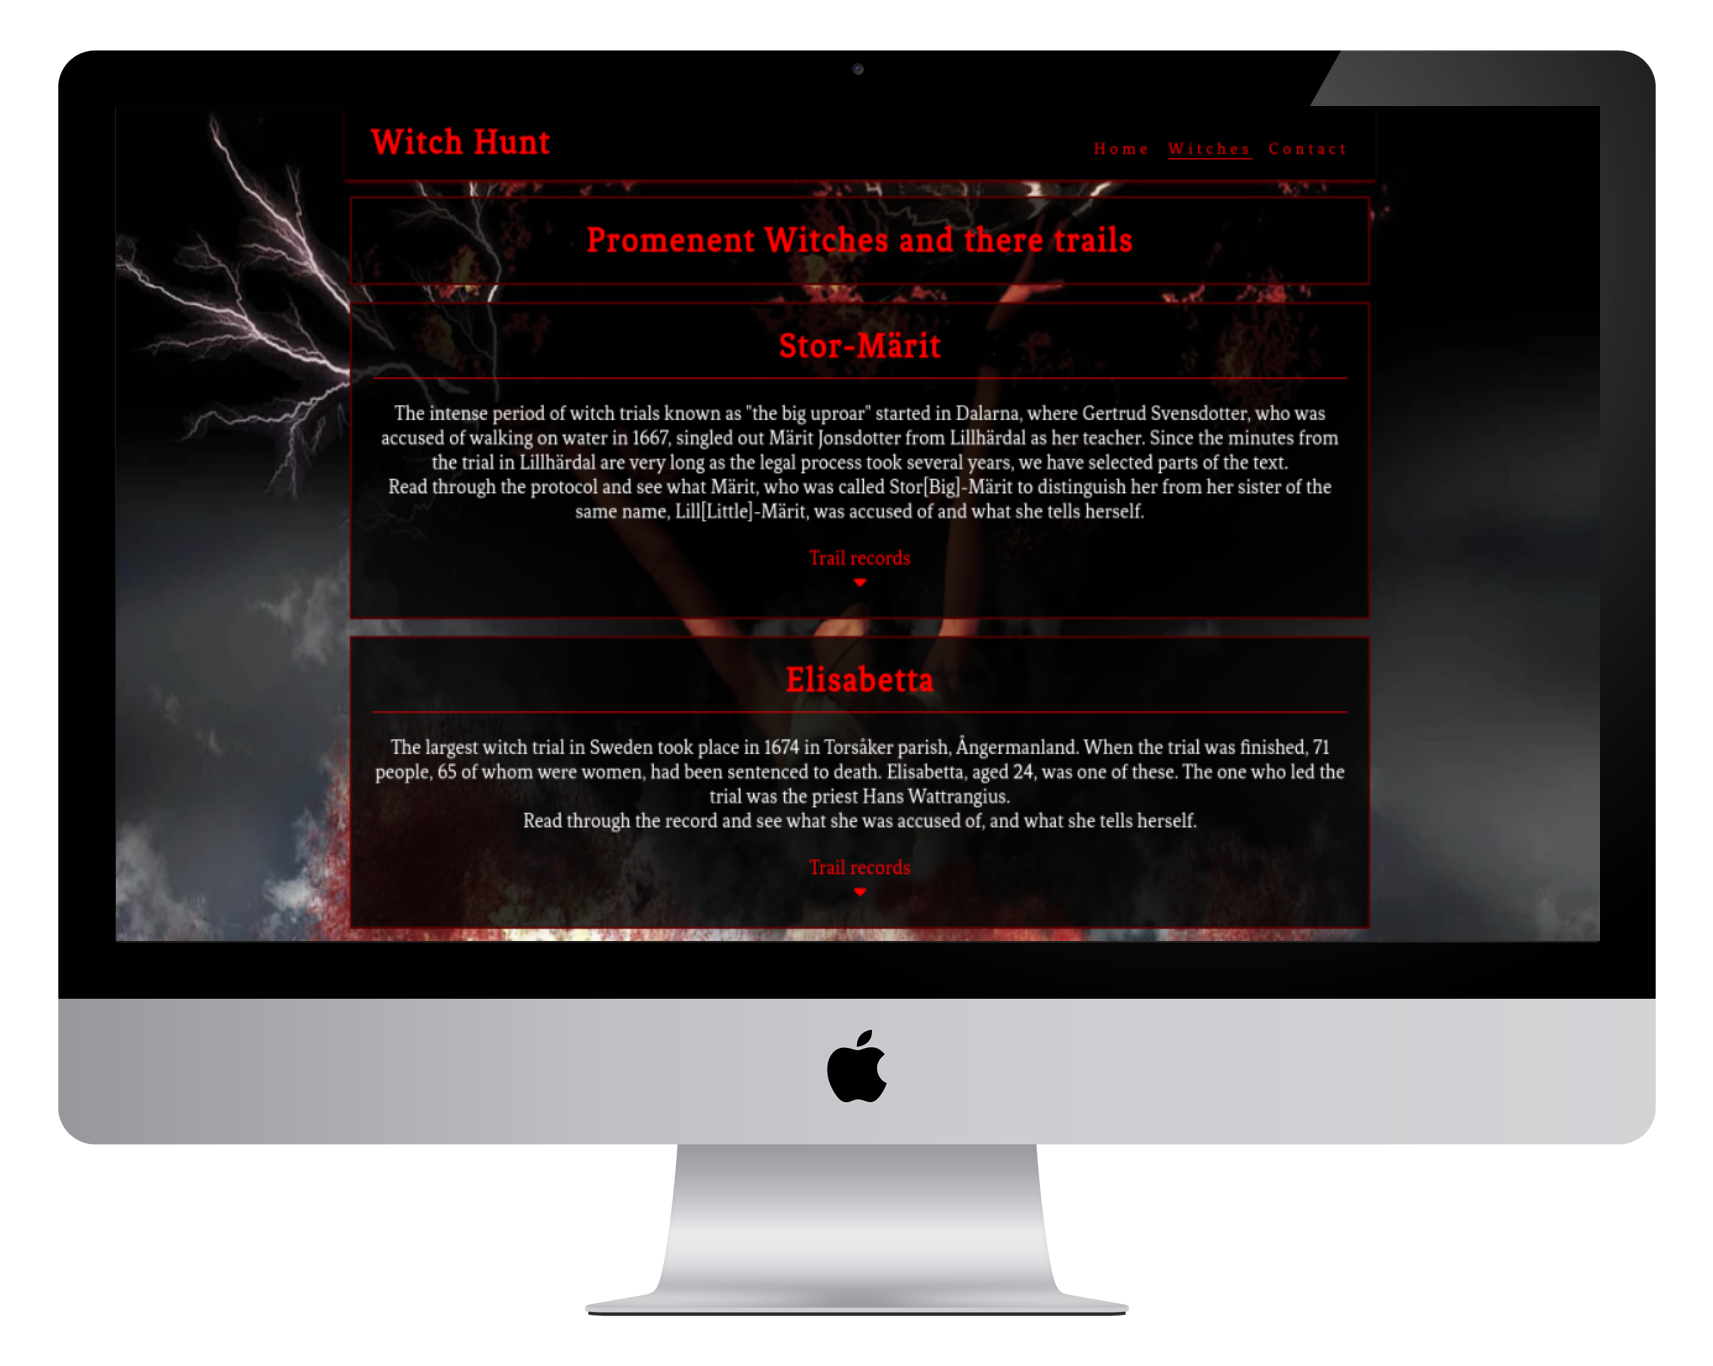 Witch Hunt
Home Witches Contact
Promenent Witches and there trails
Stor-Märit
The intense period of witch trials known as "the big uproar" started in Dalarna, where Gertrud Svensdotter, who was
accused of walking on water in 1667, singled out Märit Jonsdotter from Lillhärdal as her teacher. Since the minutes from
the trial in Lillhärdal are very long as the legal process took several years, we have selected parts of the text.
Read through the protocol and see what Märit, who was called Stor[Big]-Märit to distinguish her from her sister of the
same name, Lill[Little]-Märit, was accused of and what she tells herself.
Trail records
Elisabetta
The largest witch trial in Sweden took place in 1674 in Torsåker parish, Ångermanland. When the trial was finished, 71
people, 65 of whom were women, had been sentenced to death. Elisabetta, aged 24, was one of these. The one who led the
trial was the priest Hans Wattrangius.
Read through the record and see what she was accused of, and what she tells herself.
Trail records